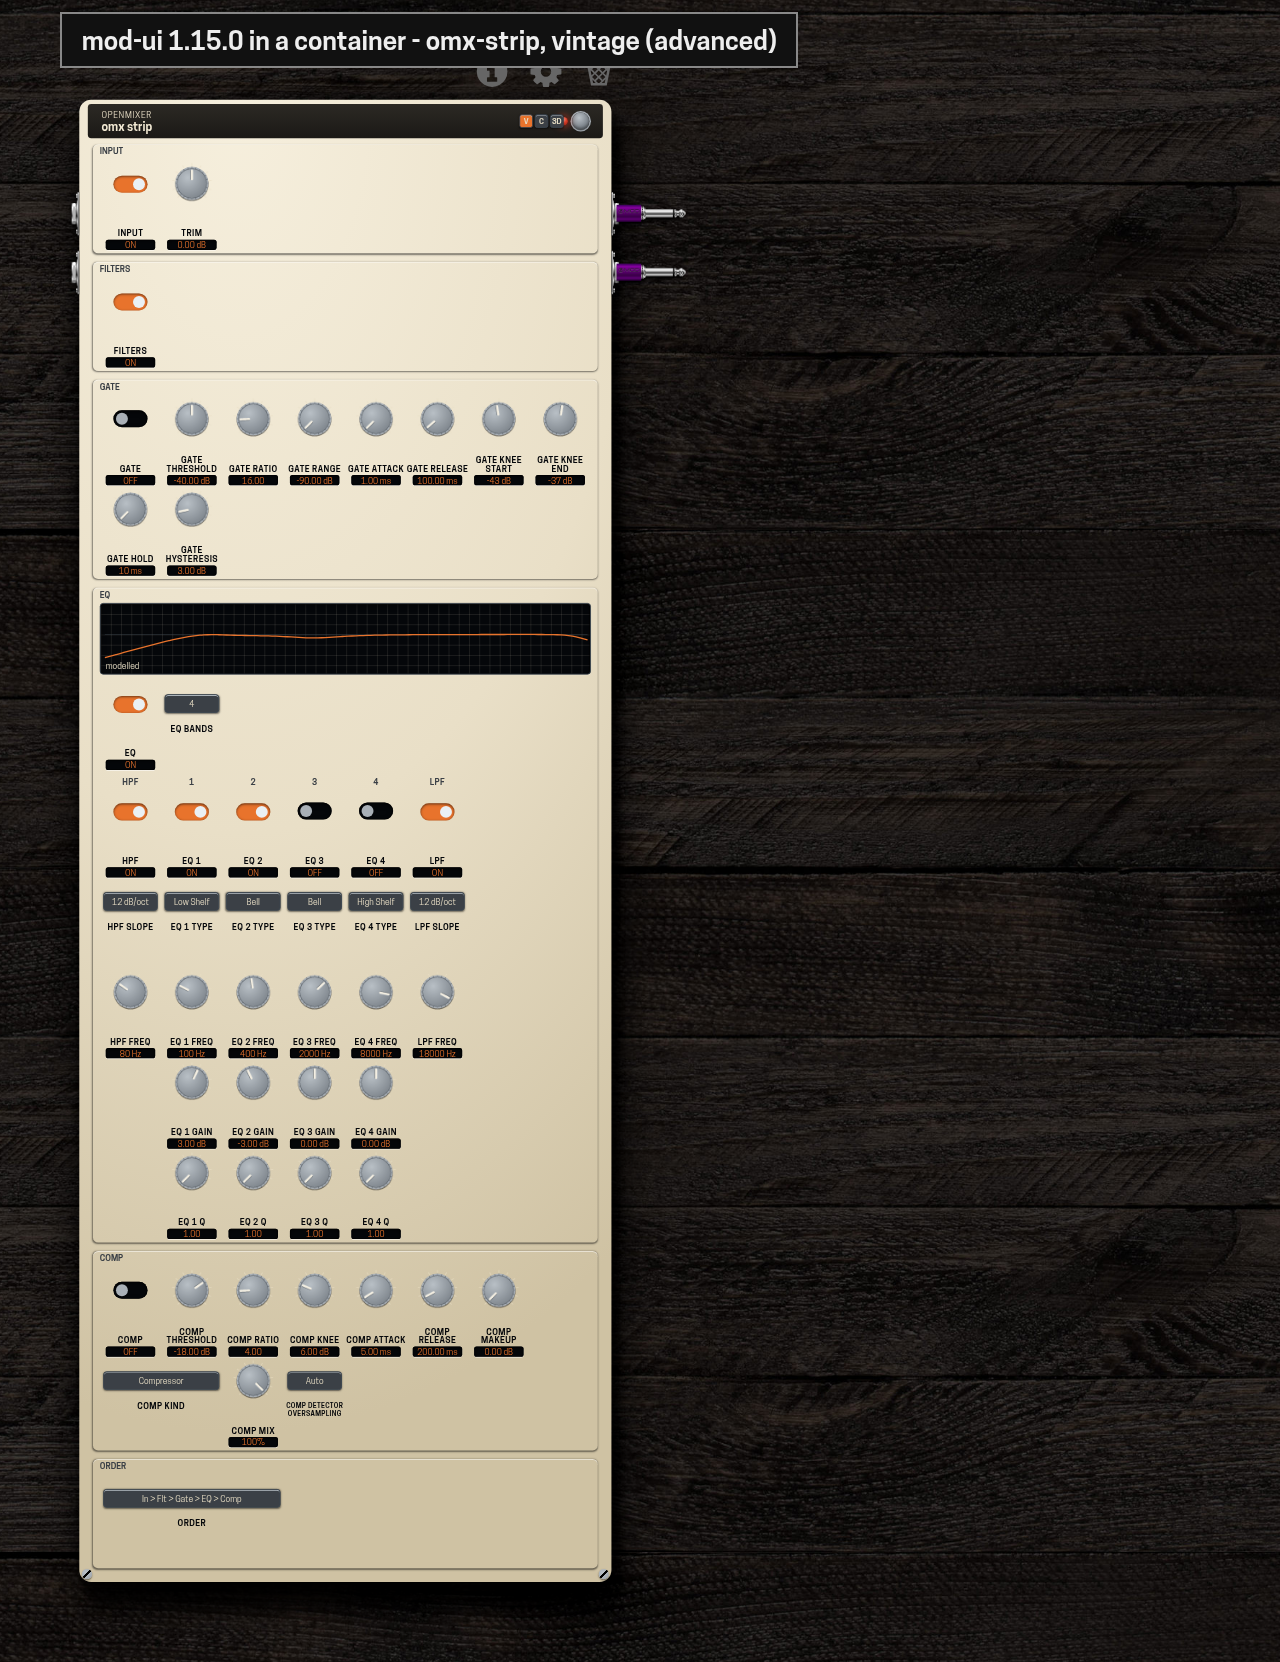 mod-ui 1.15.0 in a container - omx-strip, vintage (advanced)
OPENMIXER
omx strip
V C 3D
INPUT
INPUT TRIM
ON 0.00 dB
FILTERS
FILTERS
ON
GATE
GATE GATE THRESHOLD GATE RATIO GATE RANGE GATE ATTACK GATE RELEASE GATE KNEE START GATE KNEE END
OFF -40.00 dB 16.00 -90.00 dB 1.00 ms 100.00 ms -43 dB -37 dB
GATE HOLD GATE HYSTERESIS
10 ms 3.00 dB
EQ
modelled
4
EQ BANDS
EQ
ON
HPF 1 2 3 4 LPF
HPF EQ 1 EQ 2 EQ 3 EQ 4 LPF
ON ON ON OFF OFF ON
12 dB/oct Low Shelf Bell Bell High Shelf 12 dB/oct
HPF SLOPE EQ 1 TYPE EQ 2 TYPE EQ 3 TYPE EQ 4 TYPE LPF SLOPE
HPF FREQ EQ 1 FREQ EQ 2 FREQ EQ 3 FREQ EQ 4 FREQ LPF FREQ
80 Hz 100 Hz 400 Hz 2000 Hz 8000 Hz 18000 Hz
EQ 1 GAIN EQ 2 GAIN EQ 3 GAIN EQ 4 GAIN
3.00 dB -3.00 dB 0.00 dB 0.00 dB
EQ 1 Q EQ 2 Q EQ 3 Q EQ 4 Q
1.00 1.00 1.00 1.00
COMP
COMP COMP THRESHOLD COMP RATIO COMP KNEE COMP ATTACK COMP RELEASE COMP MAKEUP
OFF -18.00 dB 4.00 6.00 dB 5.00 ms 200.00 ms 0.00 dB
Compressor Auto
COMP KIND COMP DETECTOR OVERSAMPLING
COMP MIX
100%
ORDER
In > Flt > Gate > EQ > Comp
ORDER